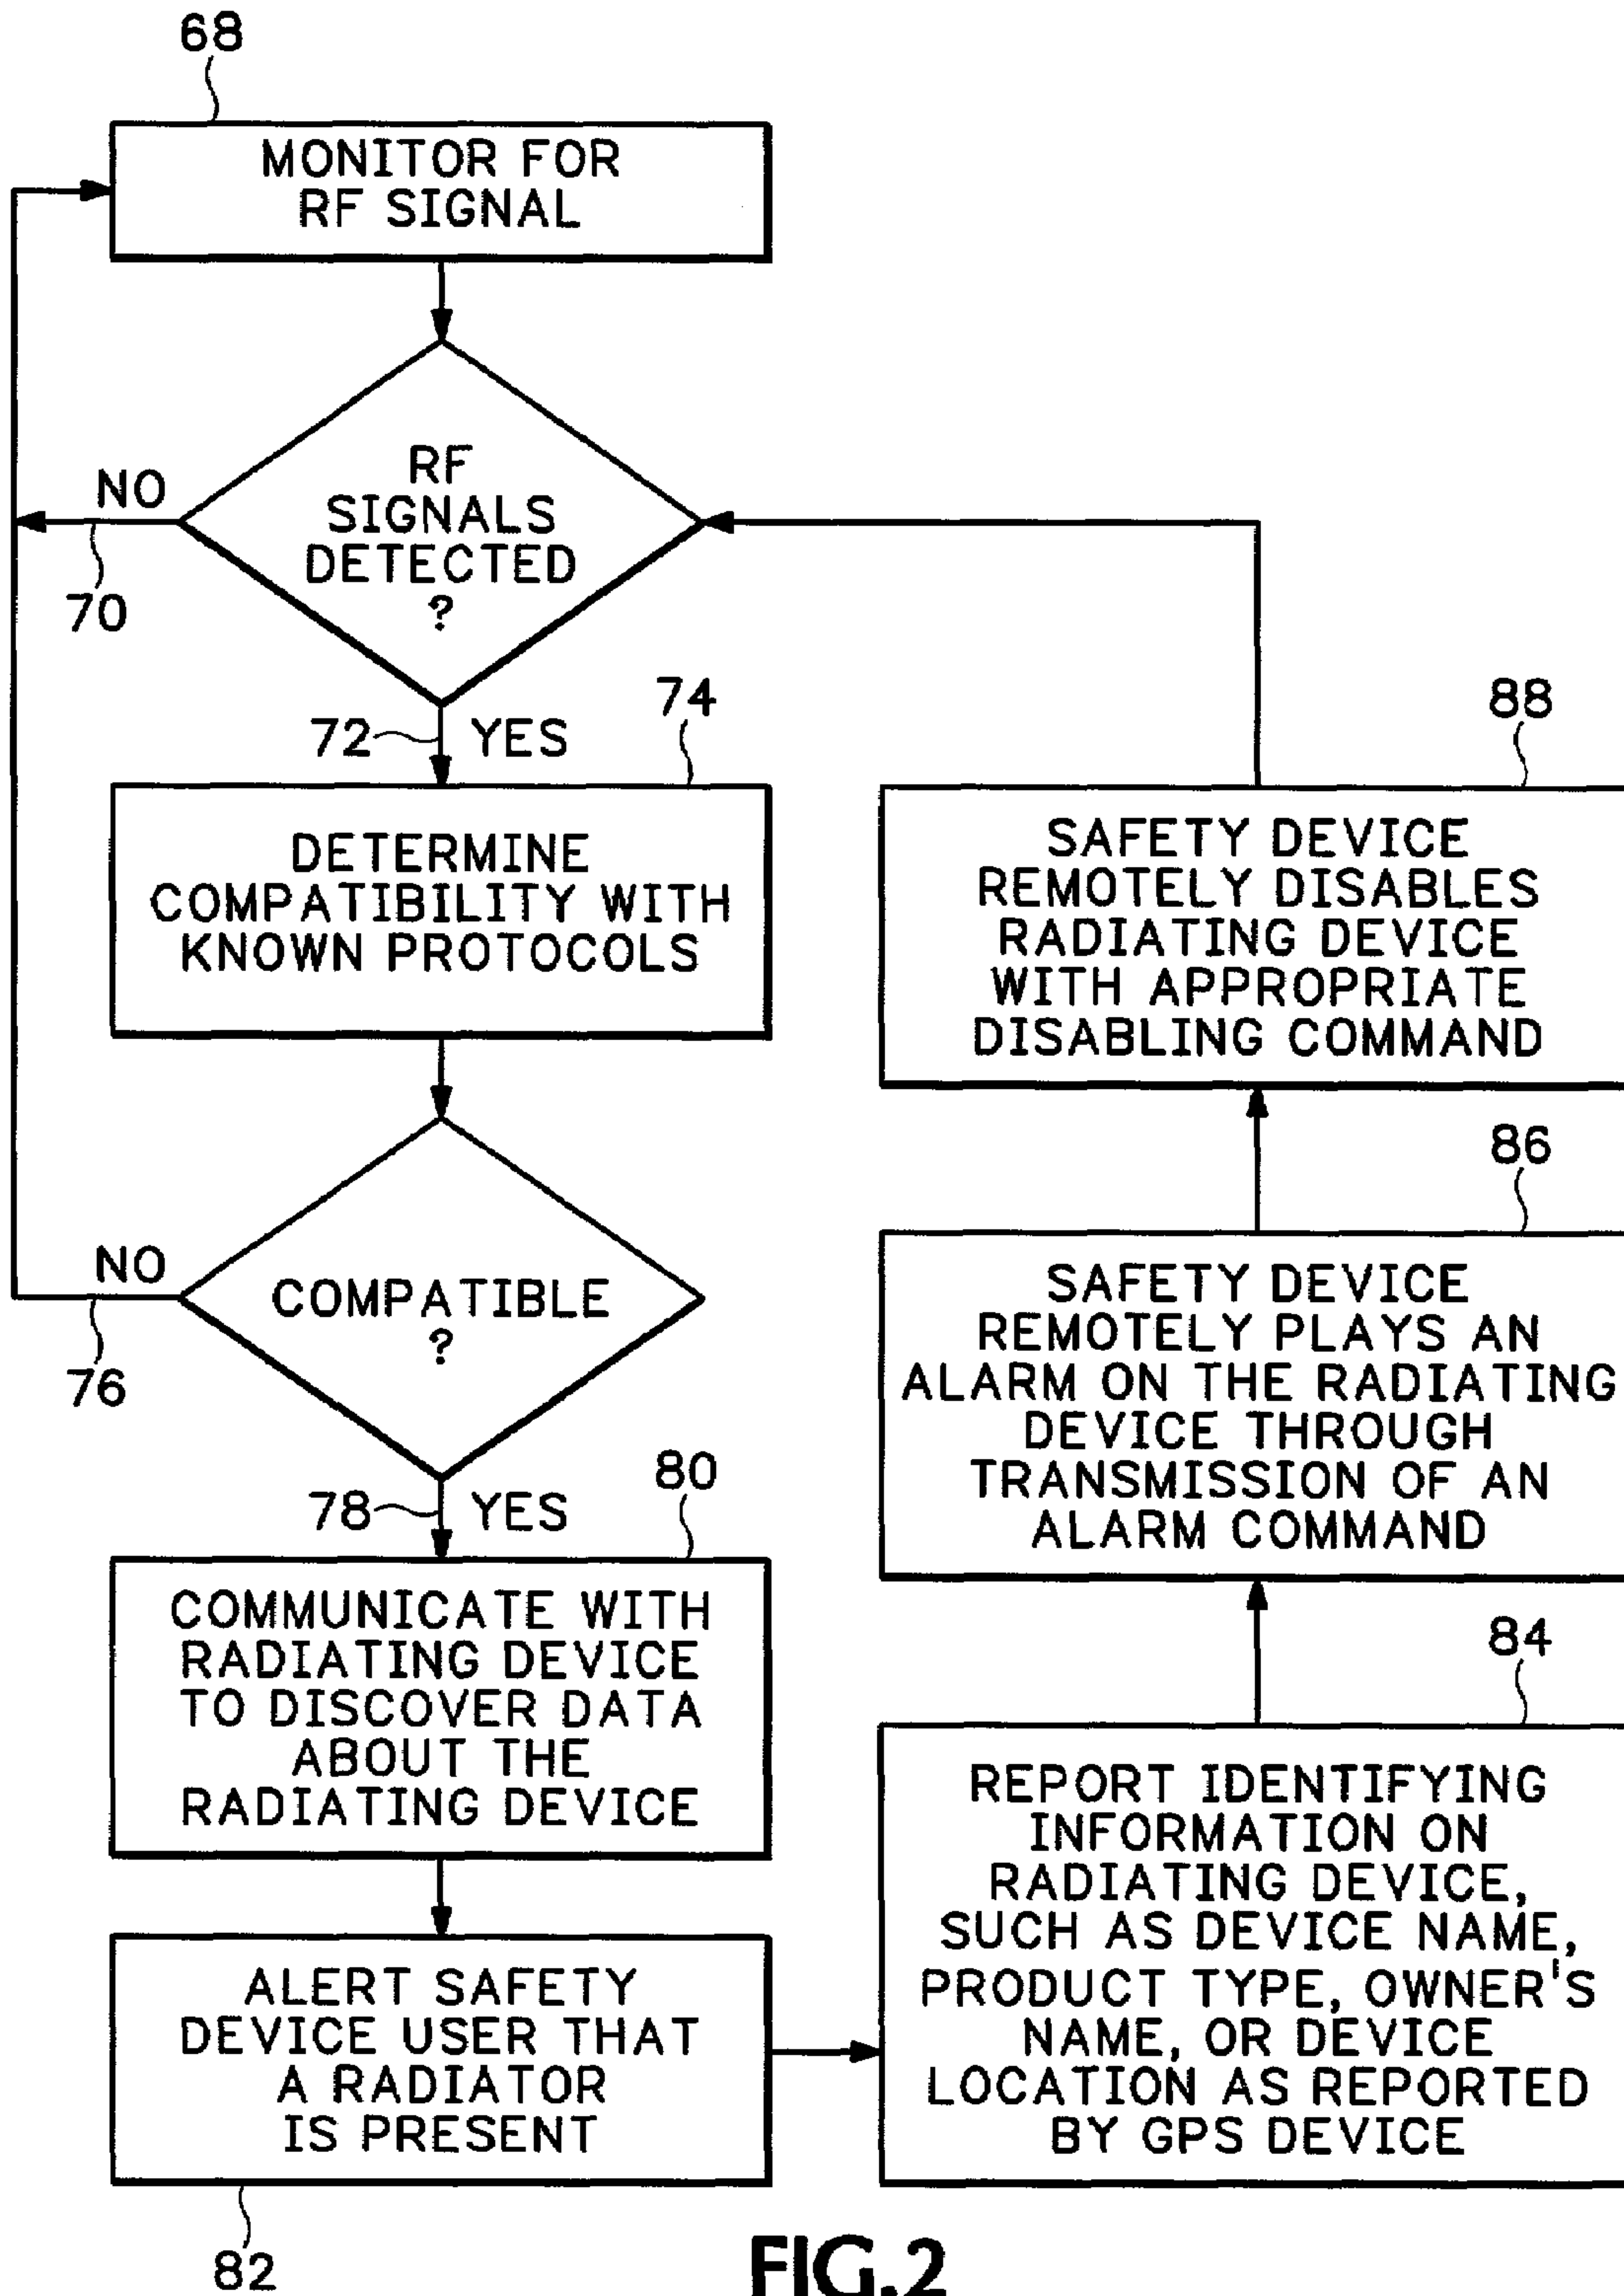 68
MONITOR FOR
RF SIGNAL
RF
SIGNALS
DETECTED
?
NO
70
72
YES
74
DETERMINE
COMPATIBILITY WITH
KNOWN PROTOCOLS
COMPATIBLE
?
NO
76
78
YES
80
COMMUNICATE WITH
RADIATING DEVICE
TO DISCOVER DATA
ABOUT THE
RADIATING DEVICE
ALERT SAFETY
DEVICE USER THAT
A RADIATOR
IS PRESENT
82
84
REPORT IDENTIFYING
INFORMATION ON
RADIATING DEVICE,
SUCH AS DEVICE NAME,
PRODUCT TYPE, OWNER'S
NAME, OR DEVICE
LOCATION AS REPORTED
BY GPS DEVICE
86
SAFETY DEVICE
REMOTELY PLAYS AN
ALARM ON THE RADIATING
DEVICE THROUGH
TRANSMISSION OF AN
ALARM COMMAND
88
SAFETY DEVICE
REMOTELY DISABLES
RADIATING DEVICE
WITH APPROPRIATE
DISABLING COMMAND
FIG.2